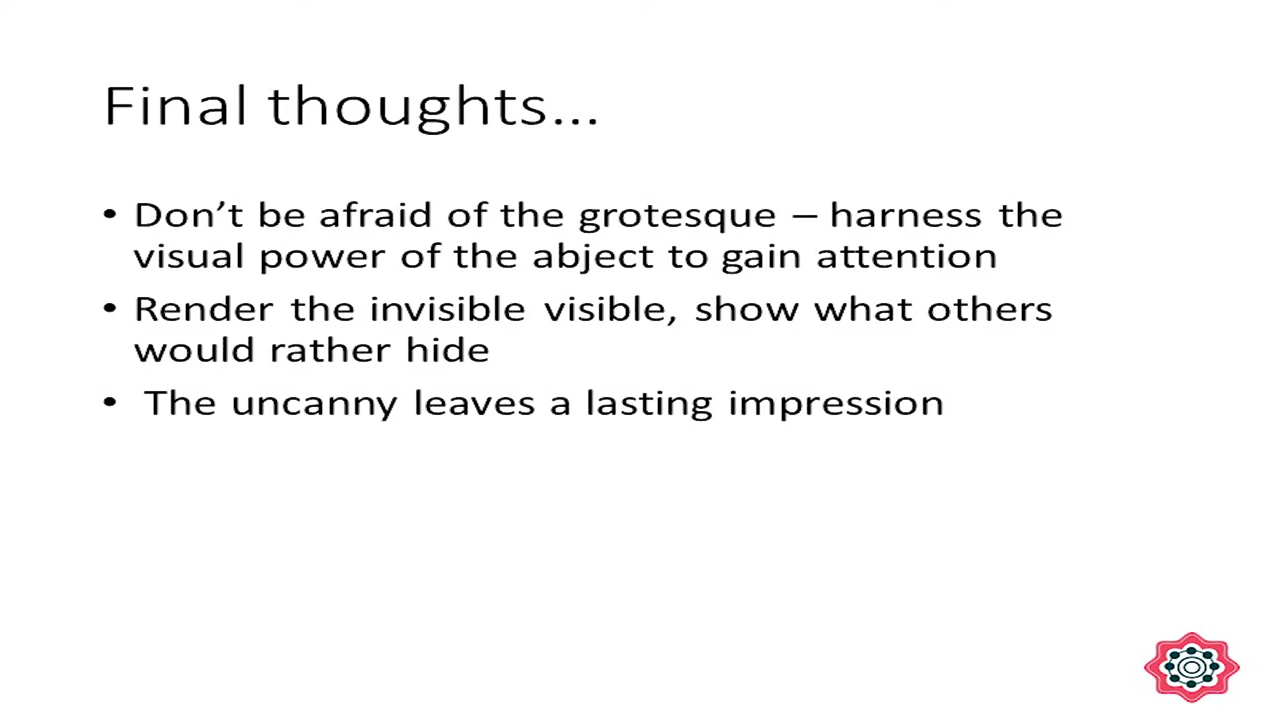 Final thoughts...
• Don’t be afraid of the grotesque – harness the
visual power of the abject to gain attention
• Render the invisible visible, show what others
would rather hide
• The uncanny leaves a lasting impression